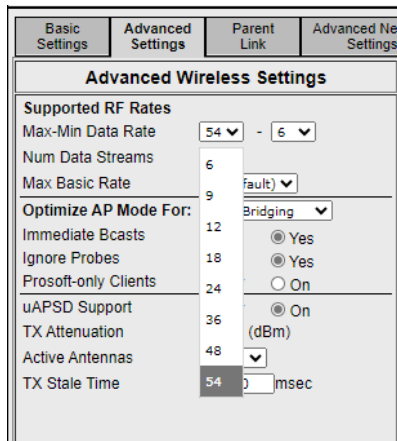 Basic Settings
Advanced Settings
Parent Link
Advanced Ne
Settings
Advanced Wireless Settings
Supported RF Rates
Max-Min Data Rate 54 - 6
Num Data Streams
Max Basic Rate fault)
Optimize AP Mode For: Bridging
Immediate Bcasts Yes
Ignore Probes Yes
Prosoft-only Clients On
uAPSD Support On
TX Attenuation (dBm)
Active Antennas
TX Stale Time msec
6
9
12
18
24
36
48
54